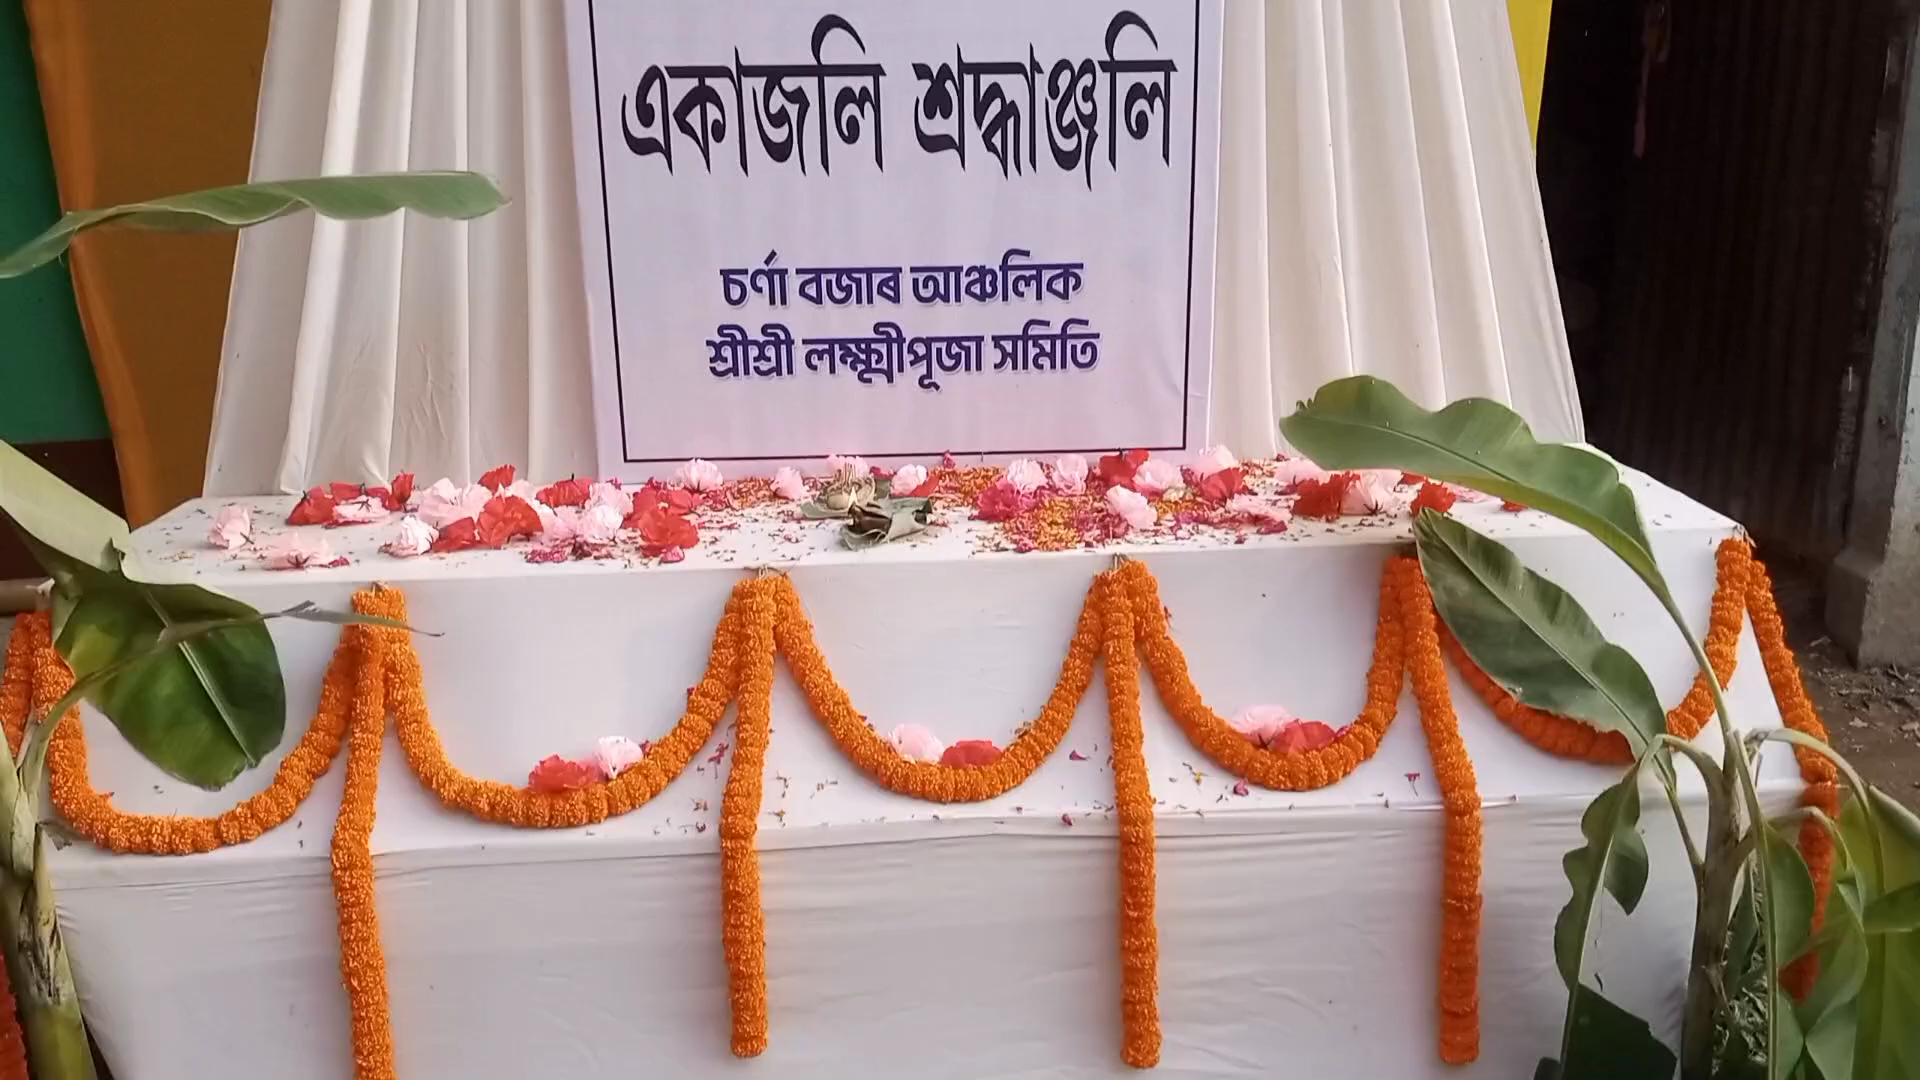 একাজলি শ্ৰদ্ধাঞ্জলি
চৰ্ণা বজাৰ আঞ্চলিক
শ্ৰীশ্ৰী লক্ষ্মীপূজা সমিতি